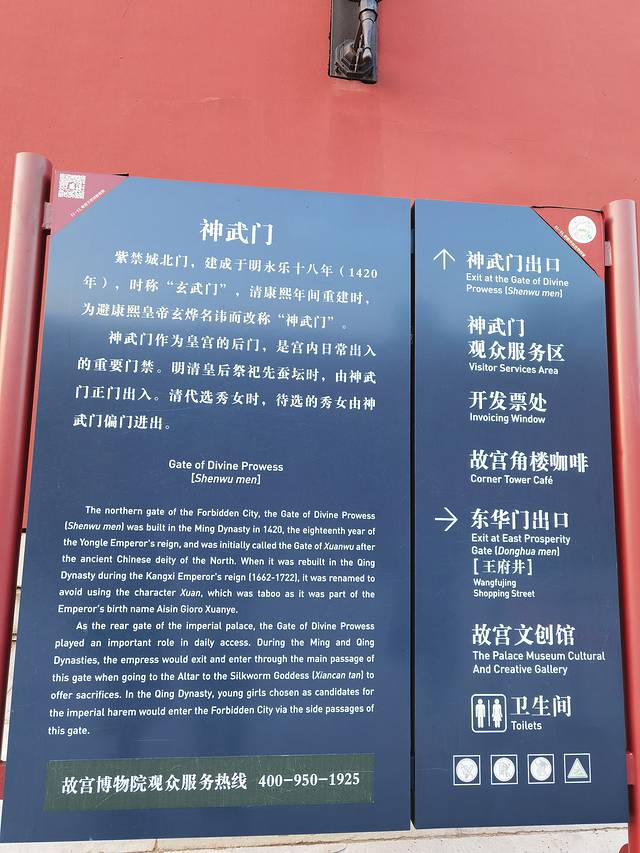 神武门
紫禁城北门，建成于明永乐十八年（1420
年），时称“玄武门”，清康熙年间重建时，
为避康熙皇帝玄烨名讳而改称“神武门”。
神武门作为皇宫的后门，是宫内日常出入
的重要门禁。明清皇后祭祀先蚕坛时，由神武
门正门出入。清代选秀女时，待选的秀女由神
武门偏门进出。
Gate of Divine Prowess
[Shenwu men]
The northern gate of the Forbidden City, the Gate of Divine Prowess
(Shenwu men) was built in the Ming Dynasty in 1420, the eighteenth year of
the Yongle Emperor's reign, and was initially called the Gate of Xuanwu after
the ancient Chinese deity of the North. When it was rebuilt in the Qing
Dynasty during the Kangxi Emperor's reign (1662-1722), it was renamed to
avoid using the character Xuan, which was taboo as it was part of the
Emperor's birth name Aisin Gioro Xuanye.
As the rear gate of the imperial palace, the Gate of Divine Prowess
played an important role in daily access. During the Ming and Qing
Dynasties, the empress would exit and enter through the main passage of
this gate when going to the Altar to the Silkworm Goddess (Xiancan tan) to
offer sacrifices. In the Qing Dynasty, young girls chosen as candidates for
the imperial harem would enter the Forbidden City via the side passages of
this gate.
故宫博物院观众服务热线 400-950-1925
神武门出口
Exit at the Gate of Divine
Prowess (Shenwu men)
神武门
观众服务区
Visitor Services Area
开发票处
Invoicing Window
故宫角楼咖啡
Corner Tower Café
东华门出口
Exit at East Prosperity
Gate (Donghua men)
[王府井]
Wangfujing
Shopping Street
故宫文创馆
The Palace Museum Cultural
And Creative Gallery
卫生间
Toilets